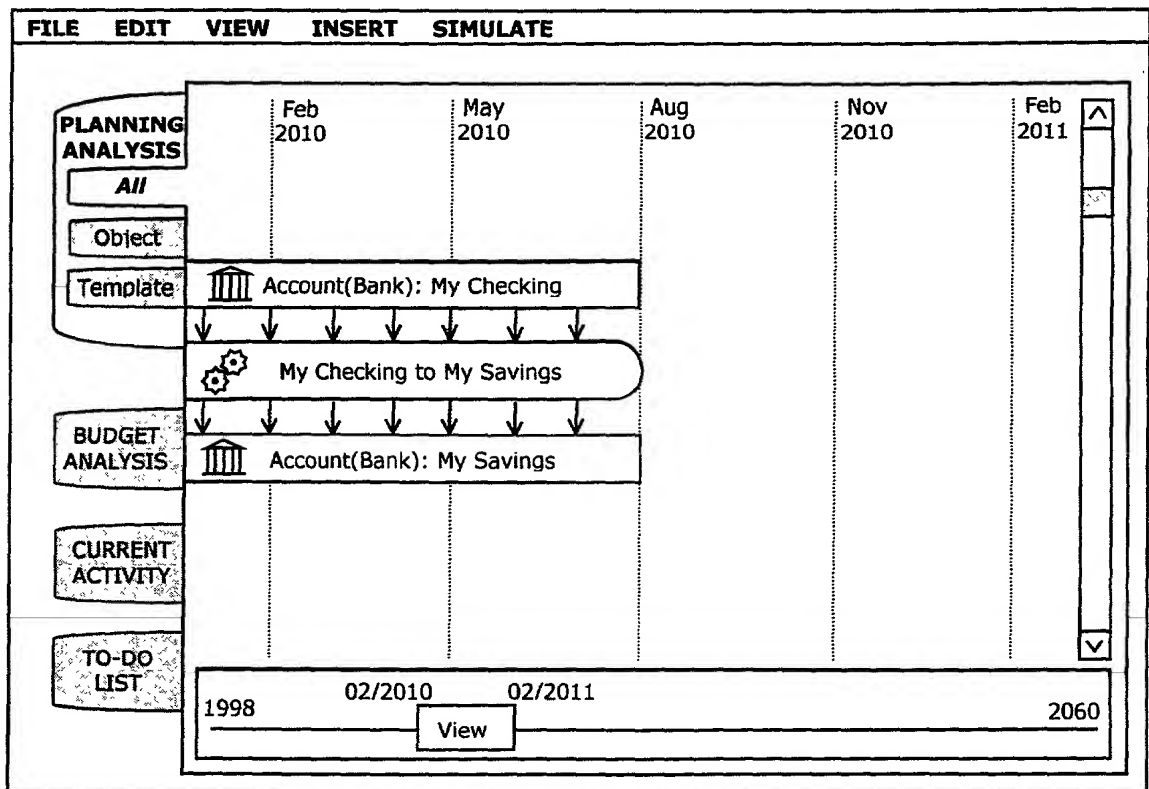 FILE EDIT VIEW INSERT SIMULATE
Feb
2010
May
2010
Aug
2010
Nov
2010
Feb
2011
PLANNING
ANALYSIS
All
Object
Template
Account(Bank): My Checking
My Checking to My Savings
Account(Bank): My Savings
BUDGET
ANALYSIS
CURRENT
ACTIVITY
TO-DO
LIST
02/2010 02/2011
1998 2060
View